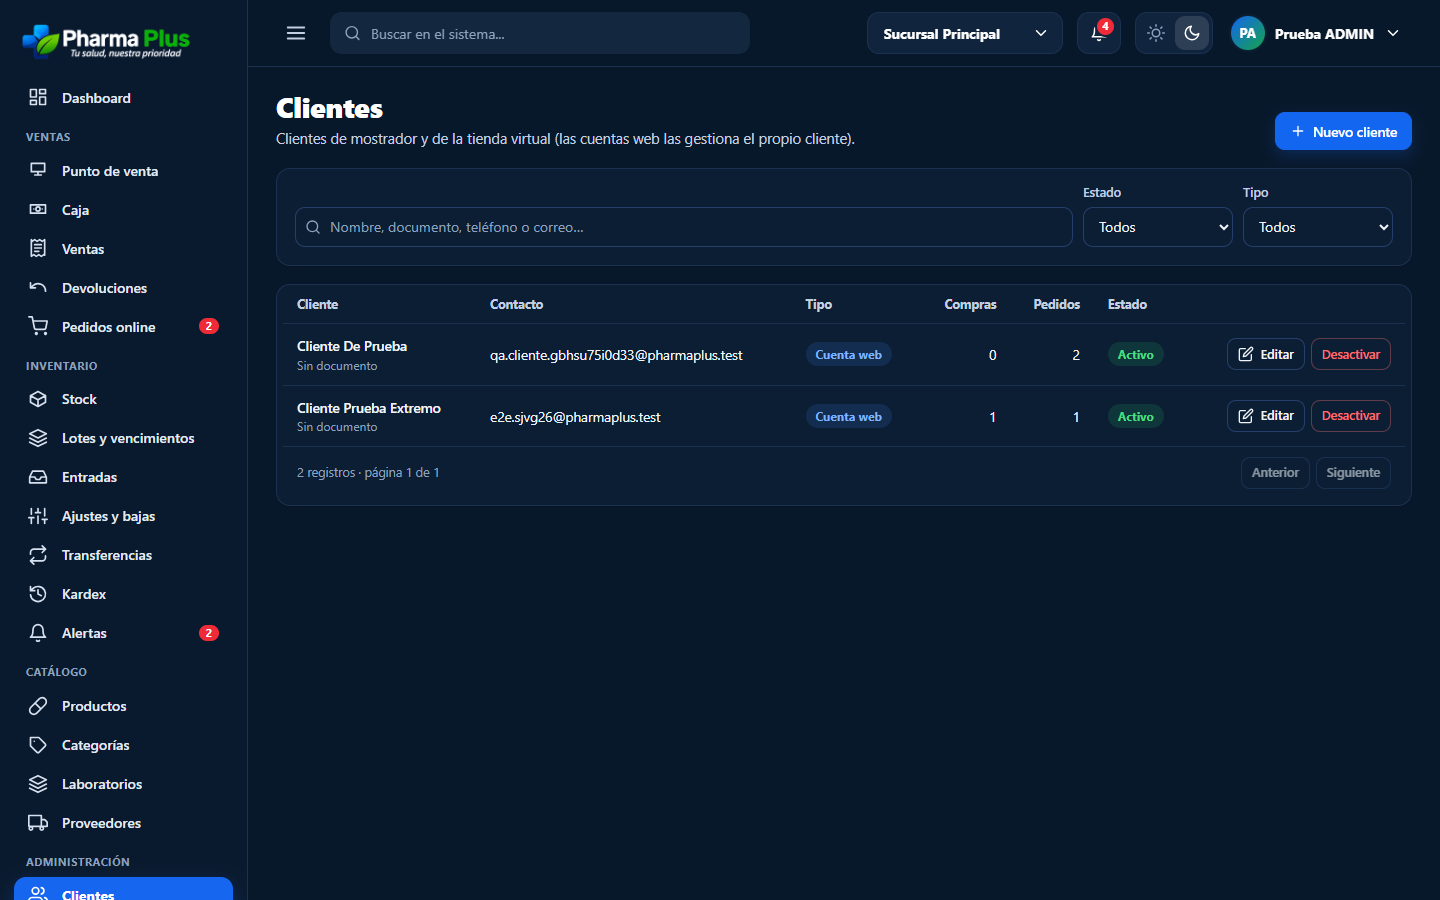 Pharma Plus
Tu salud, nuestra prioridad
Buscar en el sistema...
Sucursal Principal
4
PA
Prueba ADMIN
Dashboard
VENTAS
Punto de venta
Caja
Ventas
Devoluciones
Pedidos online 2
INVENTARIO
Stock
Lotes y vencimientos
Entradas
Ajustes y bajas
Transferencias
Kardex
Alertas 2
CATÁLOGO
Productos
Categorías
Laboratorios
Proveedores
ADMINISTRACIÓN
Clientes
Clientes
Clientes de mostrador y de la tienda virtual (las cuentas web las gestiona el propio cliente).
+ Nuevo cliente
Estado Tipo
Nombre, documento, teléfono o correo... Todos Todos
Cliente Contacto Tipo Compras Pedidos Estado
Cliente De Prueba
Sin documento
qa.cliente.gbhsu75i0d33@pharmaplus.test Cuenta web 0 2 Activo Editar Desactivar
Cliente Prueba Extremo
Sin documento
e2e.sjvg26@pharmaplus.test Cuenta web 1 1 Activo Editar Desactivar
2 registros · página 1 de 1 Anterior Siguiente